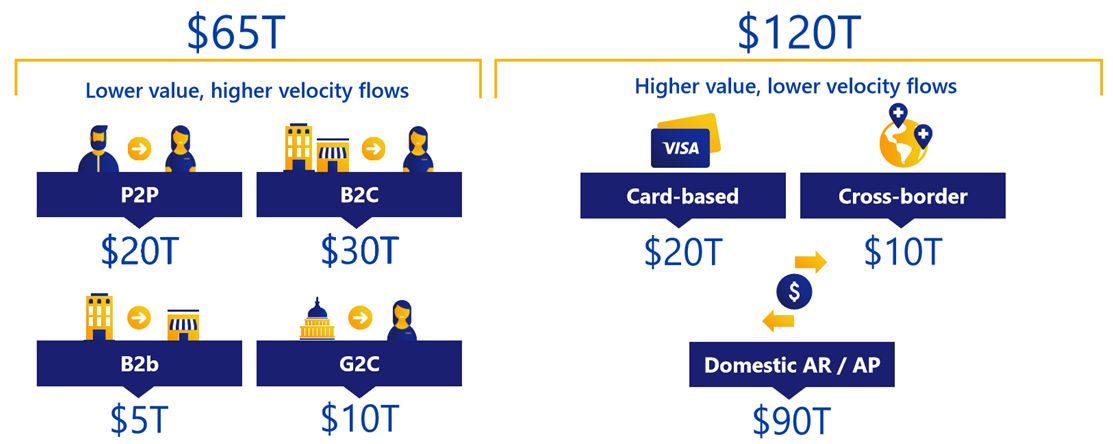 $65T
Lower value, higher velocity flows
P2P
$20T
B2C
$30T
B2b
$5T
G2C
$10T
$120T
Higher value, lower velocity flows
VISA
Card-based
$20T
Cross-border
$10T
$
Domestic AR / AP
$90T